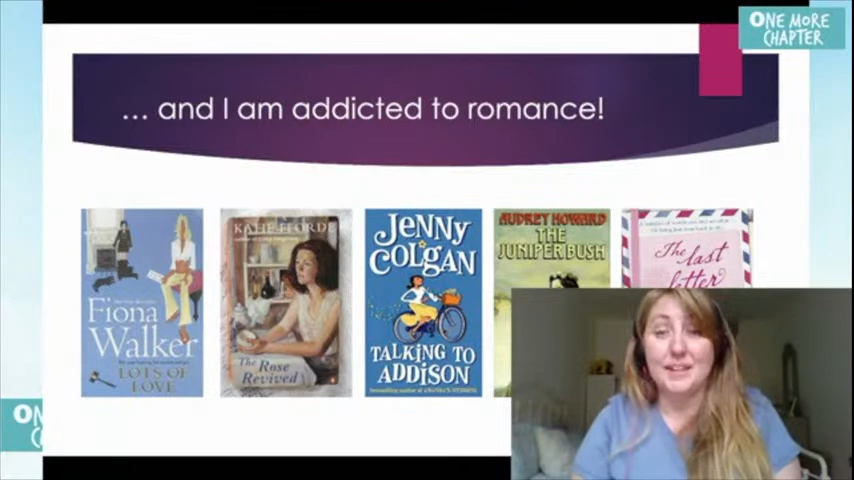 ONE MORE
CHAPTER
... and I am addicted to romance!
Fiona
Walker
LOTS OF
LOVE
KATIE FFORDE
The Rose
Revived
JENNY
COLGAN
TALKING TO
ADDISON
AUDREY HOWARD
THE
JUNIPER BUSH
The last
letter